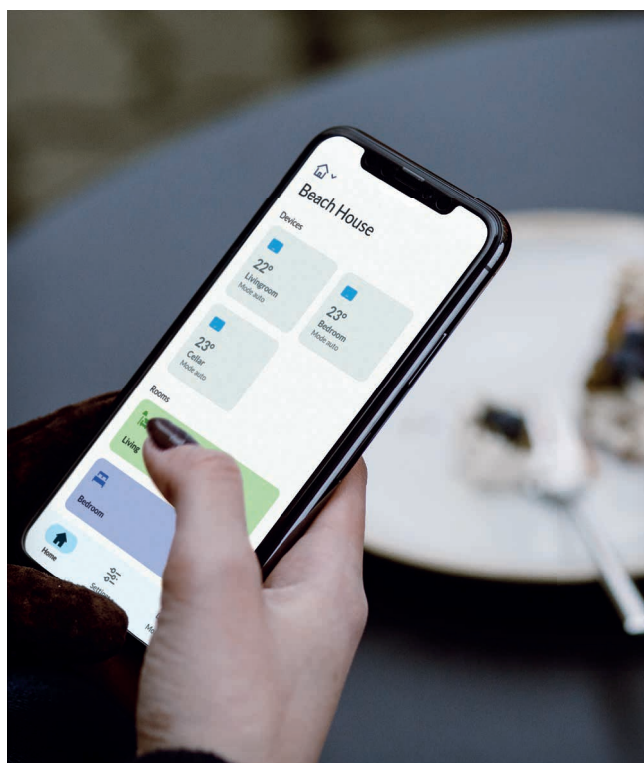 Beach House
Devices
22°
Livingroom
Mode auto
23°
Bedroom
Mode auto
23°
Cellar
Mode auto
Rooms
Living
Bedroom
Home